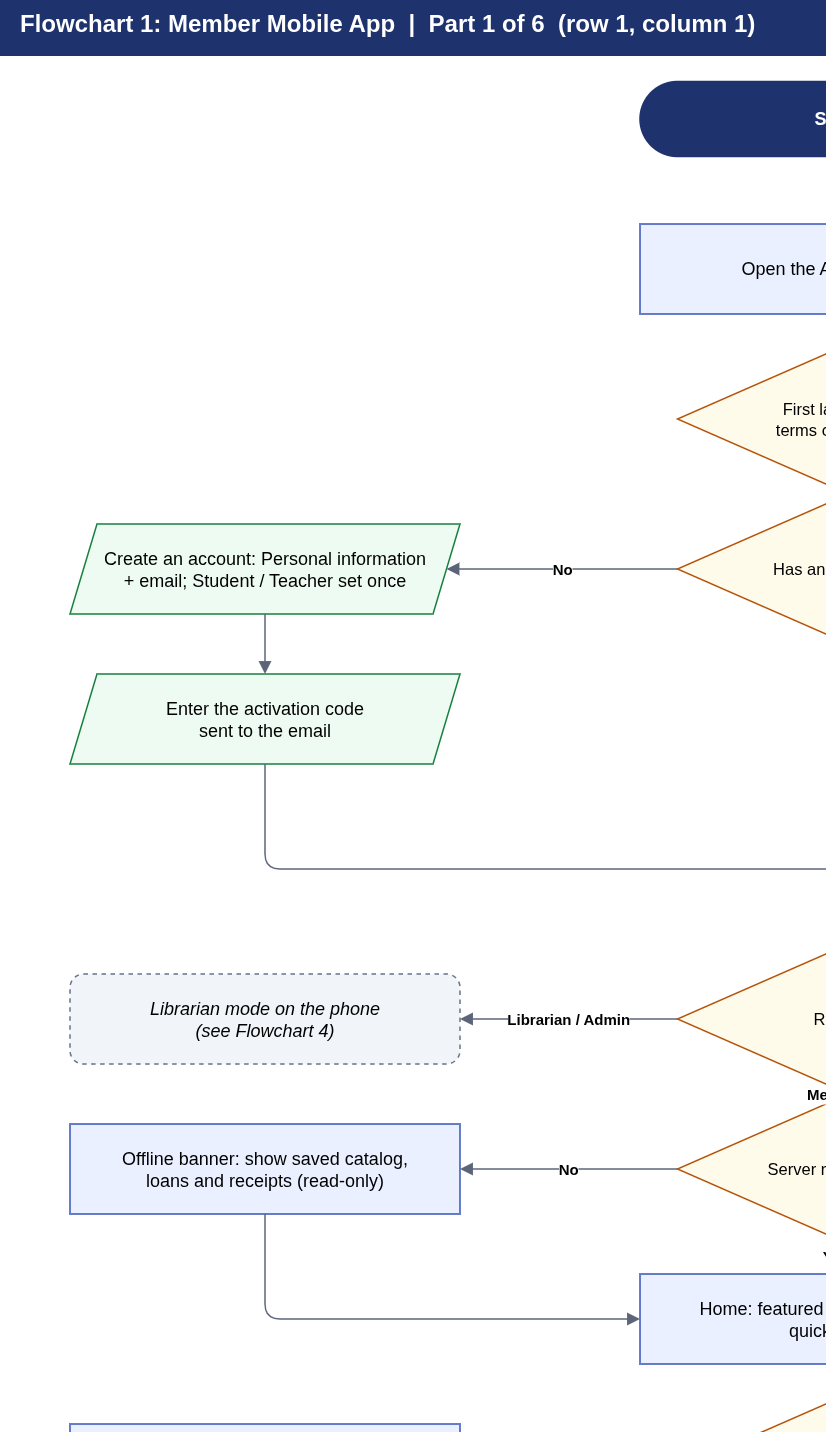 Flowchart 1: Member Mobile App | Part 1 of 6 (row 1, column 1)
S
Open the A
First la
terms o
Create an account: Personal information
+ email; Student / Teacher set once
No
Has an
Enter the activation code
sent to the email
Librarian mode on the phone
(see Flowchart 4)
Librarian / Admin
R
Me
Offline banner: show saved catalog,
loans and receipts (read-only)
No
Server r
Home: featured
quick